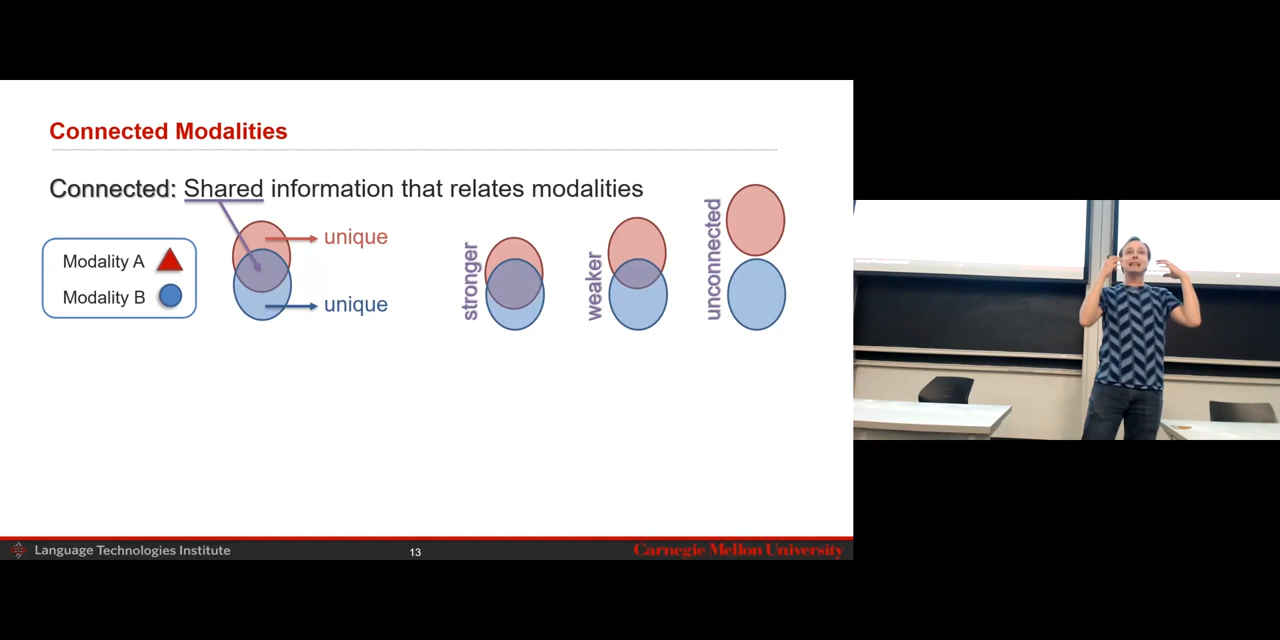 Connected Modalities
Connected: Shared information that relates modalities
Modality A
Modality B
unique
unique
stronger
weaker
unconnected
Language Technologies Institute
13
Carnegie Mellon University